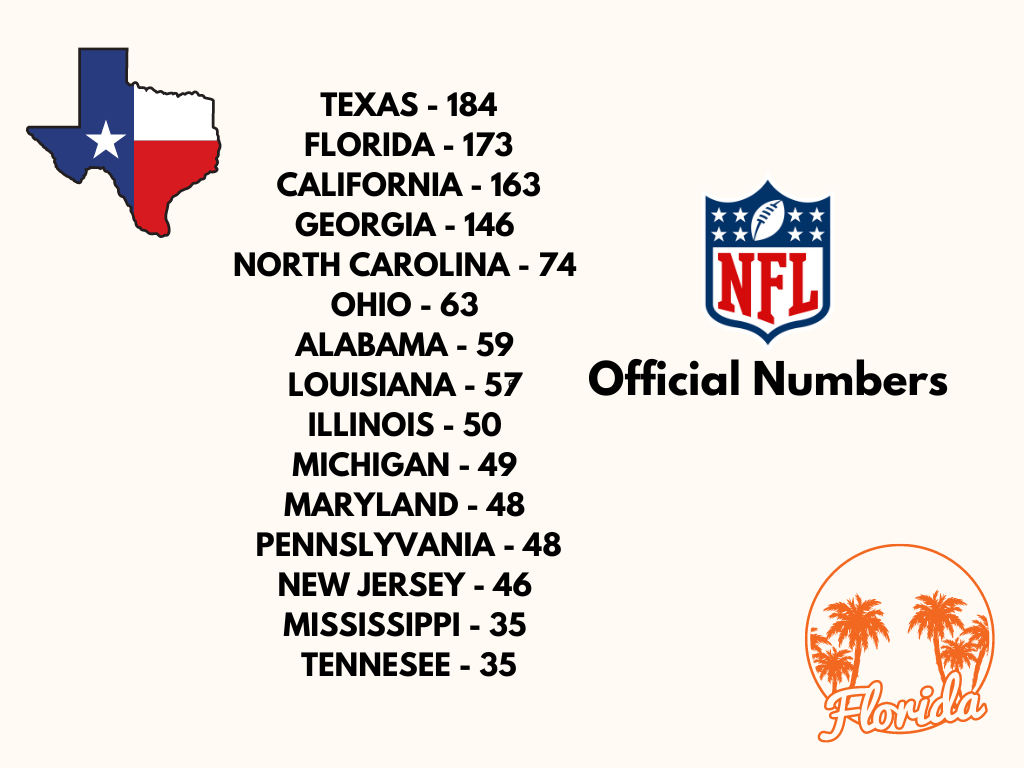 TEXAS - 184
FLORIDA - 173
CALIFORNIA - 163
GEORGIA - 146
NORTH CAROLINA - 74
OHIO - 63
ALABAMA - 59
LOUISIANA - 57
ILLINOIS - 50
MICHIGAN - 49
MARYLAND - 48
PENNSLYVANIA - 48
NEW JERSEY - 46
MISSISSIPPI - 35
TENNESEE - 35
NFL
Official Numbers
Florida